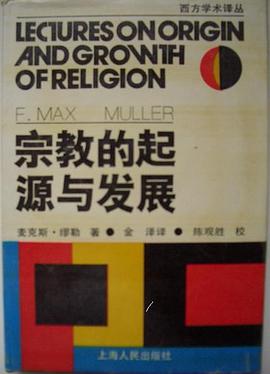 西方学术译丛
LECTURES ON ORIGIN
AND GROWTH
OF RELIGION
F. MAX MULLER
宗教的起
源与发展
麦克斯·缪勒 著 ● 金 泽译 ● 陈观胜 校
上海人民出版社